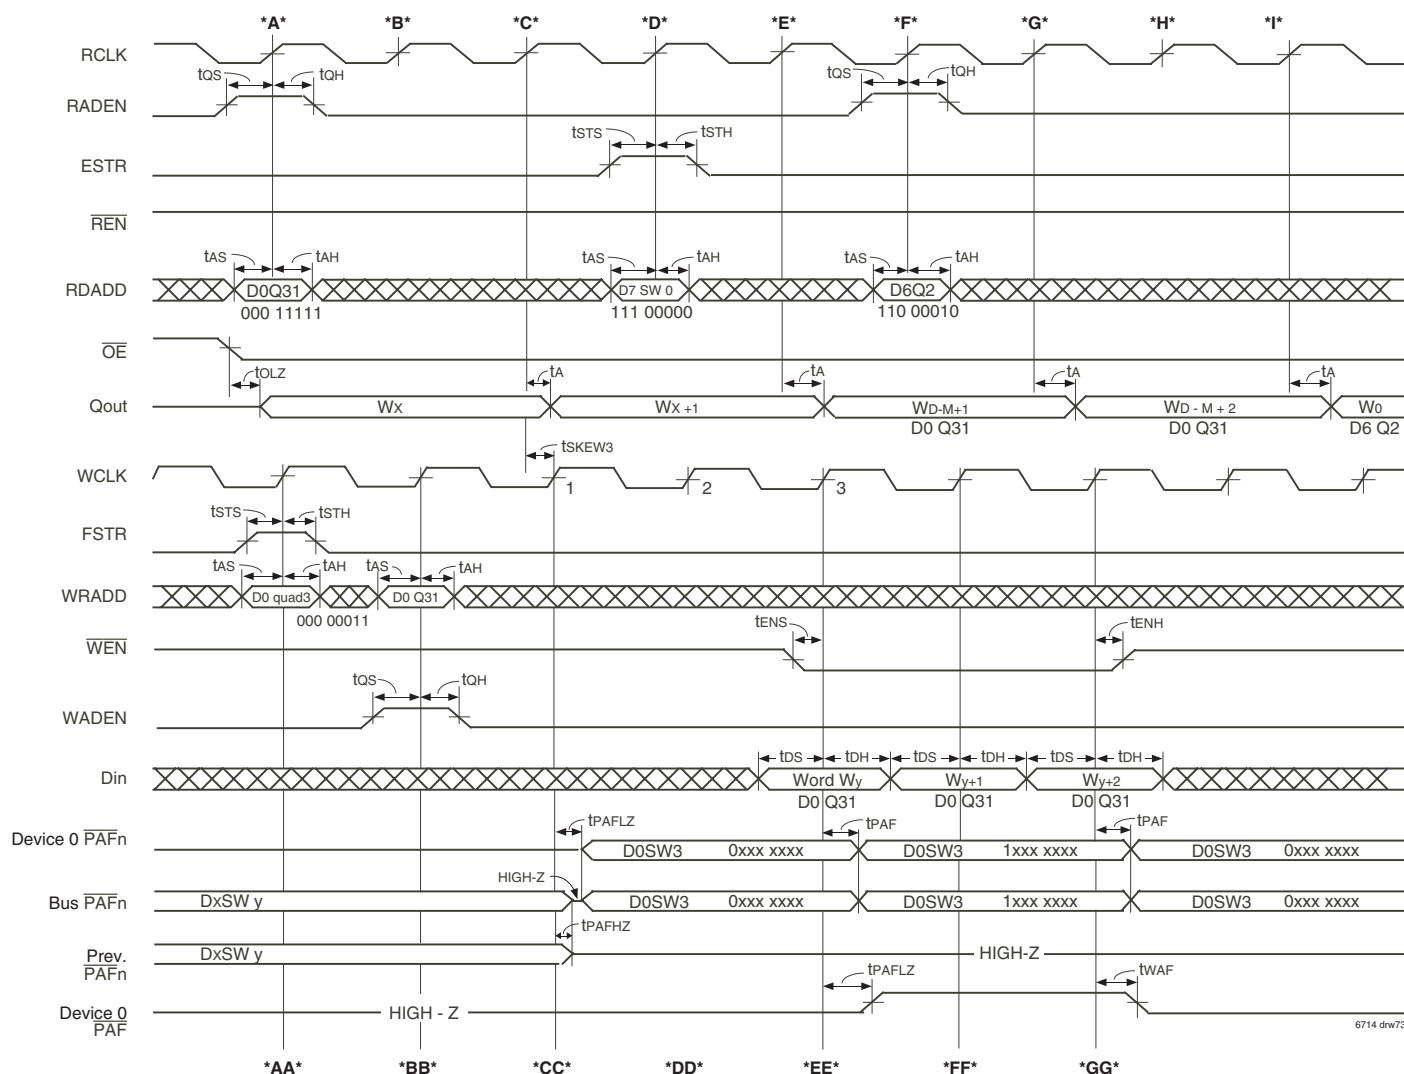 *A* *B* *C* *D* *E* *F* *G* *H* *I*
RCLK
tQS tQH tQS tQH
RADEN
tSTS tSTH
ESTR
REN
tAS tAH tAS tAH tAS tAH
RDADD D0Q31 D7 SW 0 D6Q2
000 11111 111 00000 110 00010
OE
tOLZ tA tA tA tA
Qout WX WX +1 WD-M+1 WD - M + 2 W0
D0 Q31 D0 Q31 D6 Q2
tSKEW3
WCLK 1 2 3
tSTS tSTH
FSTR
tAS tAH tAS tAH
WRADD D0 quad3 D0 Q31
000 00011
tENS tENH
WEN
tQS tQH
WADEN
tDS tDH tDS tDH tDS tDH
Din Word Wy Wy+1 Wy+2
D0 Q31 D0 Q31 D0 Q31
tPAFLZ tPAF tPAF
Device 0 PAFn D0SW3 0xxx xxxx D0SW3 1xxx xxxx D0SW3 0xxx xxxx
HIGH-Z
Bus PAFn DxSW y D0SW3 0xxx xxxx D0SW3 1xxx xxxx D0SW3 0xxx xxxx
tPAFHZ
Prev. PAFn DxSW y HIGH-Z
tPAFLZ tWAF
Device 0 PAF HIGH - Z
6714 drw73
*AA* *BB* *CC* *DD* *EE* *FF* *GG*